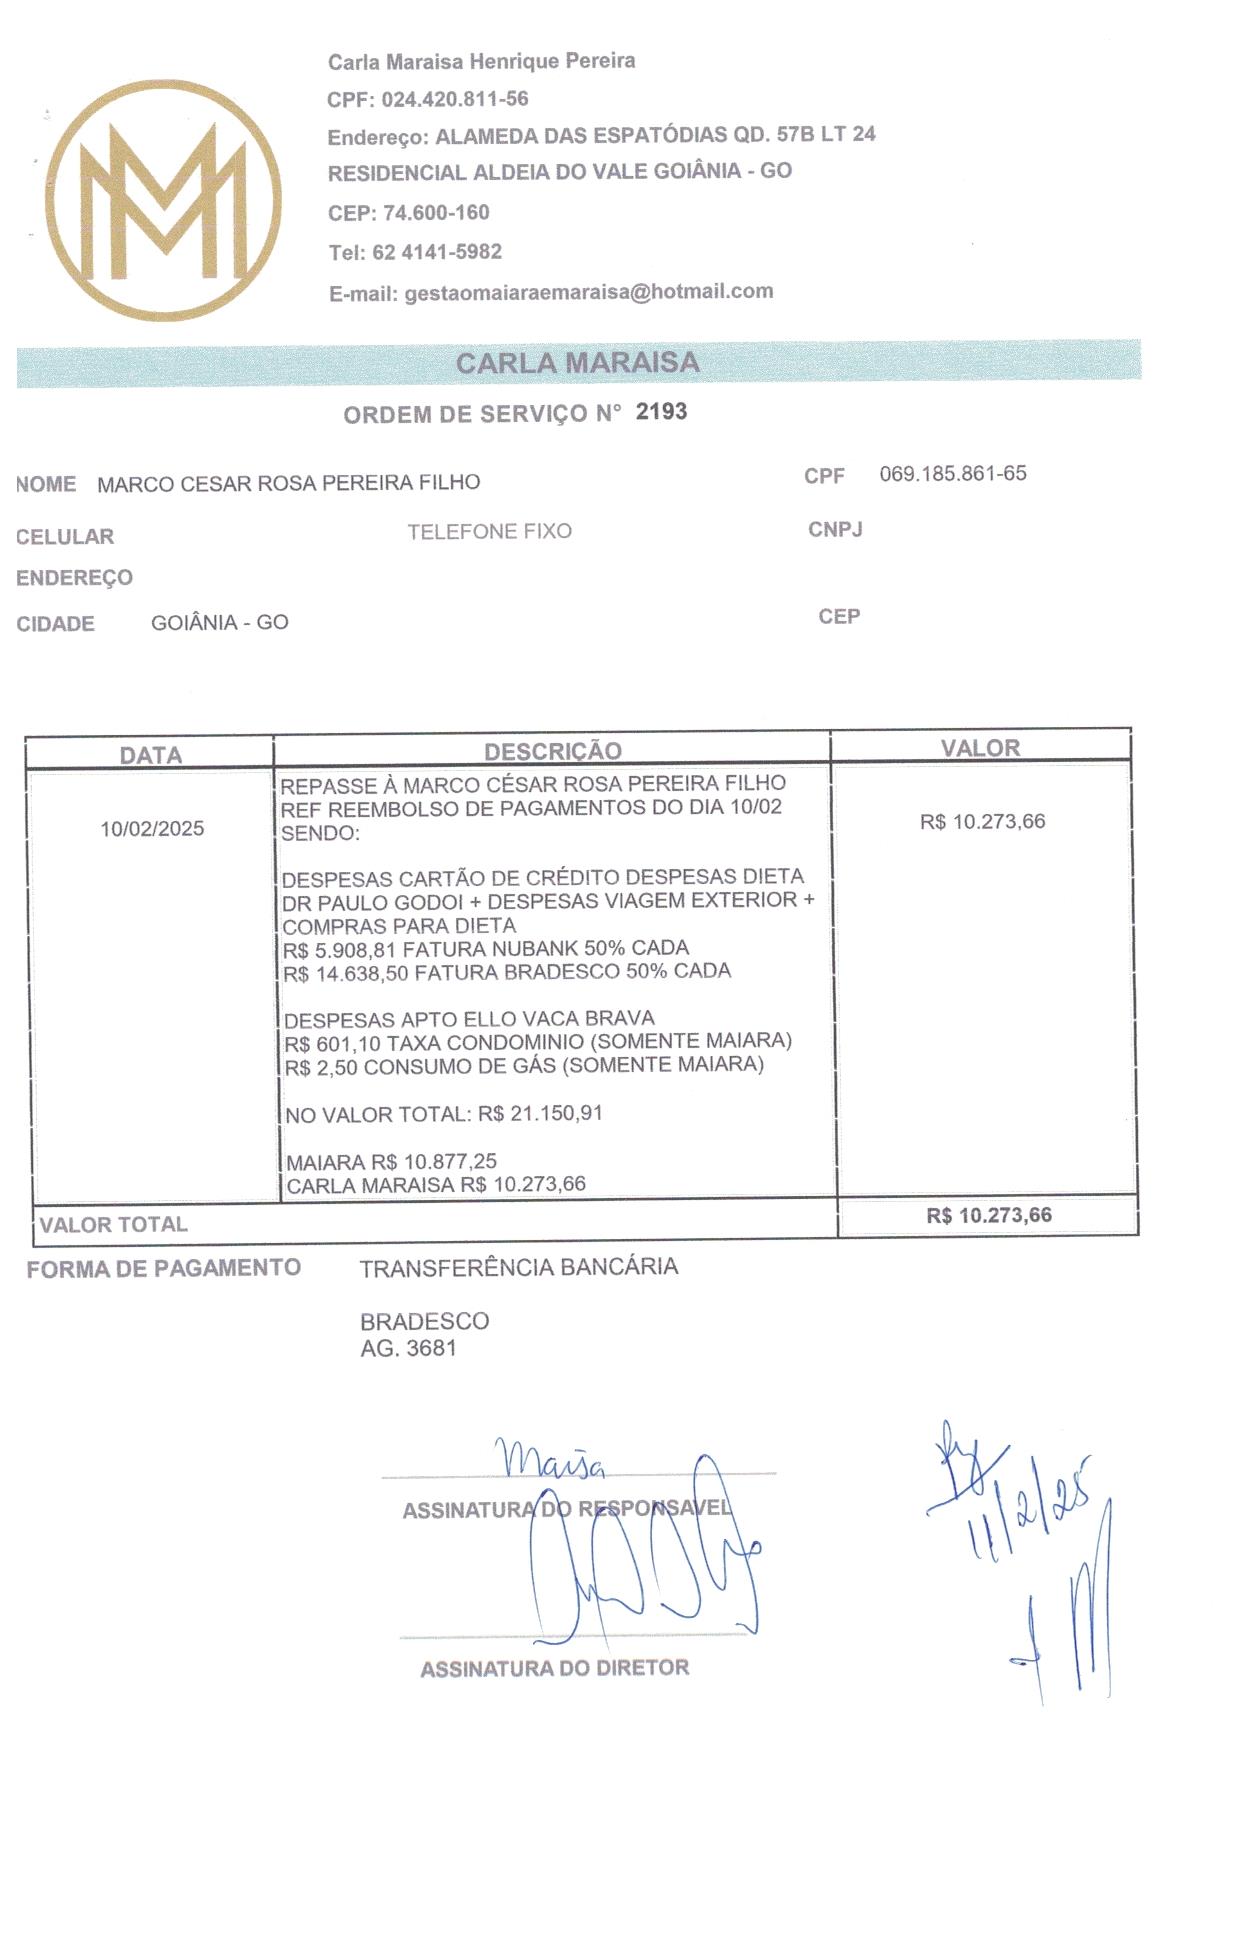 Carla Maraisa Henrique Pereira
CPF: 024.420.811-56
Endereço: ALAMEDA DAS ESPATÓDIAS QD. 57B LT 24
RESIDENCIAL ALDEIA DO VALE GOIÂNIA - GO
CEP: 74.600-160
Tel: 62 4141-5982
E-mail: gestaomaiaraemaraisa@hotmail.com
CARLA MARAISA
ORDEM DE SERVIÇO N° 2193
NOME MARCO CESAR ROSA PEREIRA FILHO CPF 069.185.861-65
CELULAR TELEFONE FIXO CNPJ
ENDEREÇO
CIDADE GOIÂNIA - GO CEP
DATA DESCRIÇÃO VALOR
REPASSE À MARCO CÉSAR ROSA PEREIRA FILHO
REF REEMBOLSO DE PAGAMENTOS DO DIA 10/02
10/02/2025 SENDO: R$ 10.273,66
DESPESAS CARTÃO DE CRÉDITO DESPESAS DIETA
DR PAULO GODOI + DESPESAS VIAGEM EXTERIOR +
COMPRAS PARA DIETA
R$ 5.908,81 FATURA NUBANK 50% CADA
R$ 14.638,50 FATURA BRADESCO 50% CADA
DESPESAS APTO ELLO VACA BRAVA
R$ 601,10 TAXA CONDOMINIO (SOMENTE MAIARA)
R$ 2,50 CONSUMO DE GÁS (SOMENTE MAIARA)
NO VALOR TOTAL: R$ 21.150,91
MAIARA R$ 10.877,25
CARLA MARAISA R$ 10.273,66
VALOR TOTAL R$ 10.273,66
FORMA DE PAGAMENTO TRANSFERÊNCIA BANCÁRIA
BRADESCO
AG. 3681
ASSINATURA DO RESPONSAVEL
11/2/25
ASSINATURA DO DIRETOR